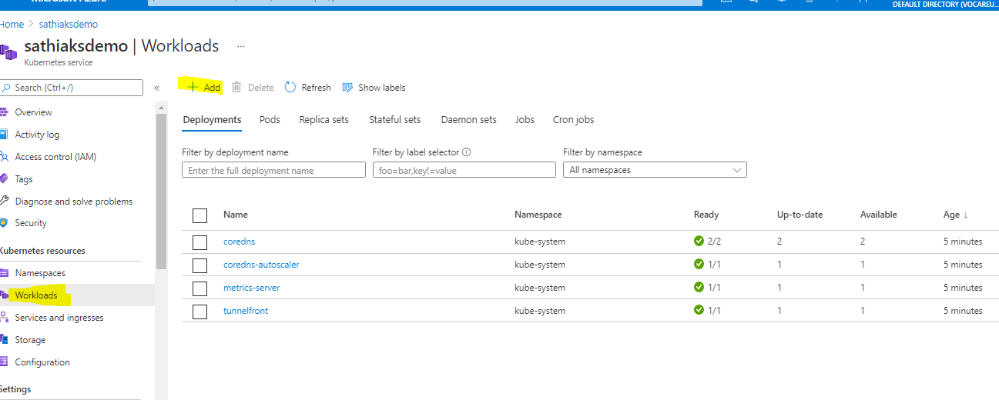 Microsoft Azure
DEFAULT DIRECTORY (VOCAREU...
Home > sathiaksdemo
sathiaksdemo | Workloads ...
Kubernetes service
Search (Ctrl+/) «
Overview
Activity log
Access control (IAM)
Tags
Diagnose and solve problems
Security
Kubernetes resources
Namespaces
Workloads
Services and ingresses
Storage
Configuration
Settings
+ Add Delete Refresh Show labels
Deployments Pods Replica sets Stateful sets Daemon sets Jobs Cron jobs
Filter by deployment name Filter by label selector Filter by namespace
Enter the full deployment name foo=bar,key!=value All namespaces
Name Namespace Ready Up-to-date Available Age ↓
coredns kube-system 2/2 2 2 5 minutes
coredns-autoscaler kube-system 1/1 1 1 5 minutes
metrics-server kube-system 1/1 1 1 5 minutes
tunnelfront kube-system 1/1 1 1 5 minutes